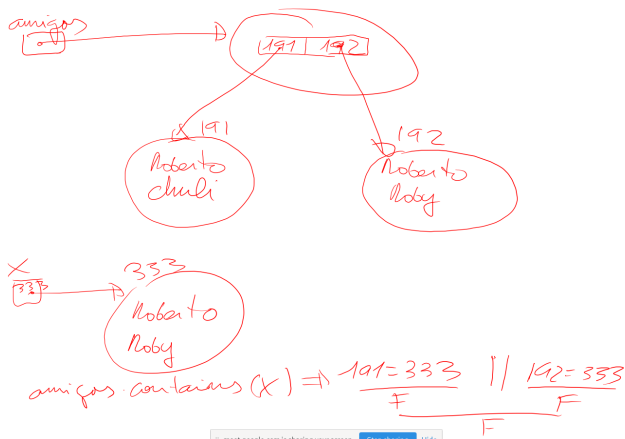 amigos
191 192
191
Roberto
chuli
192
Roberto
Roby
X
333
333
Roberto
Roby
amigos.contains(X) ⇒ 191=333 || 192=333
F F
F